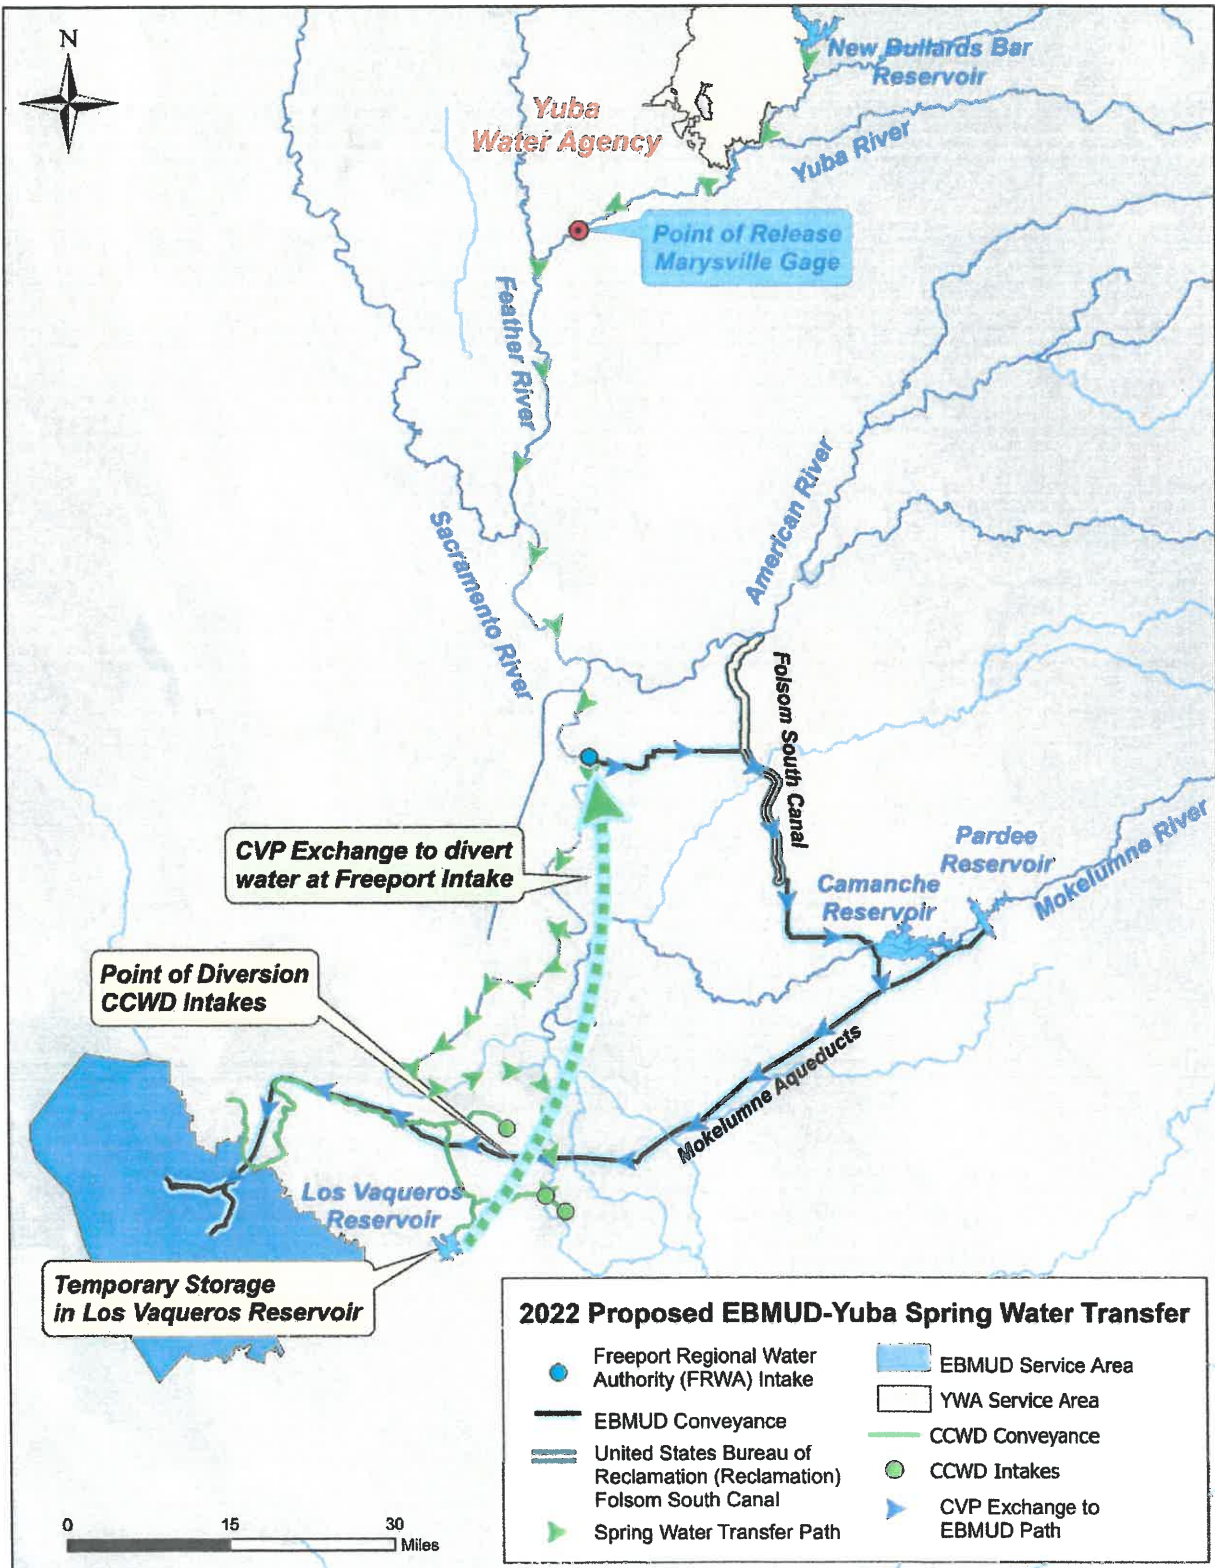 N
New Bullards Bar
Reservoir
Yuba
Water Agency
Yuba River
Point of Release
Marysville Gage
Feather River
Sacramento River
American River
Folsom South Canal
CVP Exchange to divert
water at Freeport Intake
Pardee
Reservoir
Camanche
Reservoir
Mokelumne River
Point of Diversion
CCWD Intakes
Mokelumne Aqueducts
Los Vaqueros
Reservoir
Temporary Storage
in Los Vaqueros Reservoir
2022 Proposed EBMUD-Yuba Spring Water Transfer
Freeport Regional Water
Authority (FRWA) Intake
EBMUD Conveyance
United States Bureau of
Reclamation (Reclamation)
Folsom South Canal
Spring Water Transfer Path
EBMUD Service Area
YWA Service Area
CCWD Conveyance
CCWD Intakes
CVP Exchange to
EBMUD Path
0 15 30
Miles